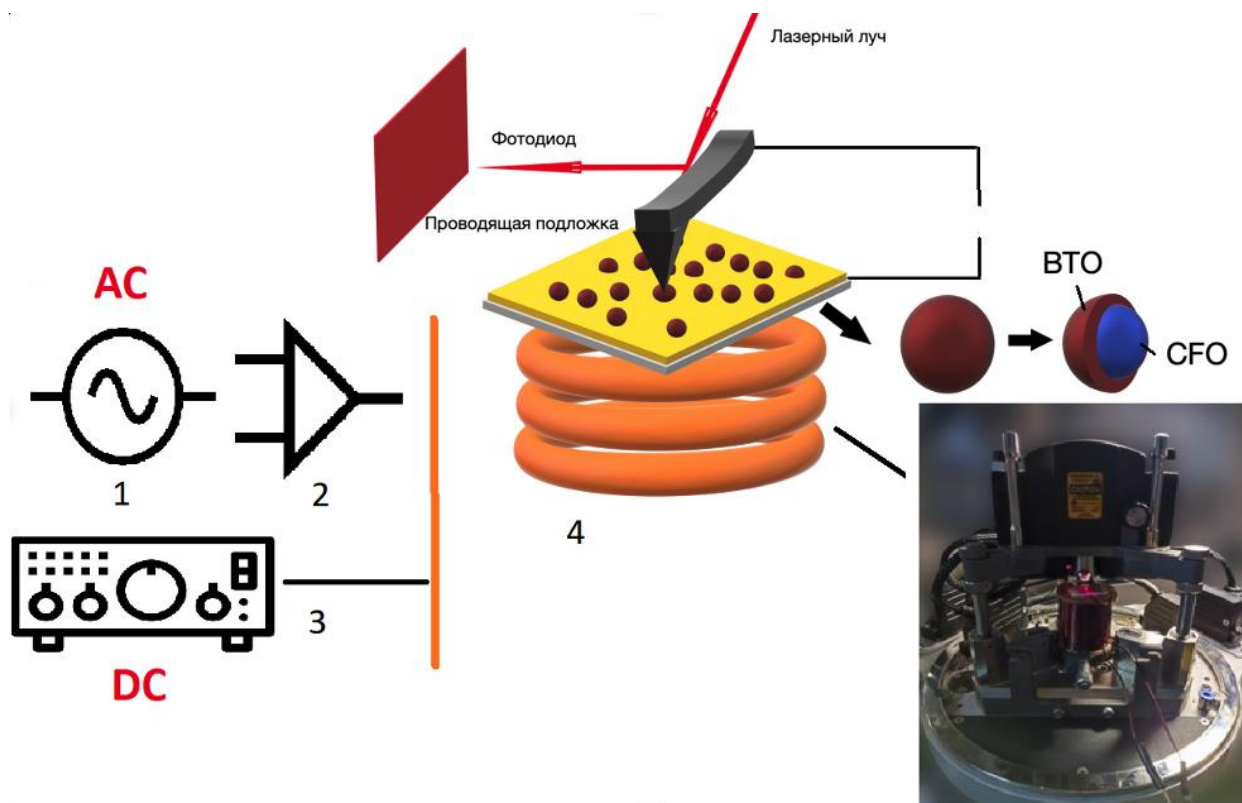 Лазерный луч
Фотодиод
Проводящая подложка
AC
BTO
CFO
1
2
4
3
DC